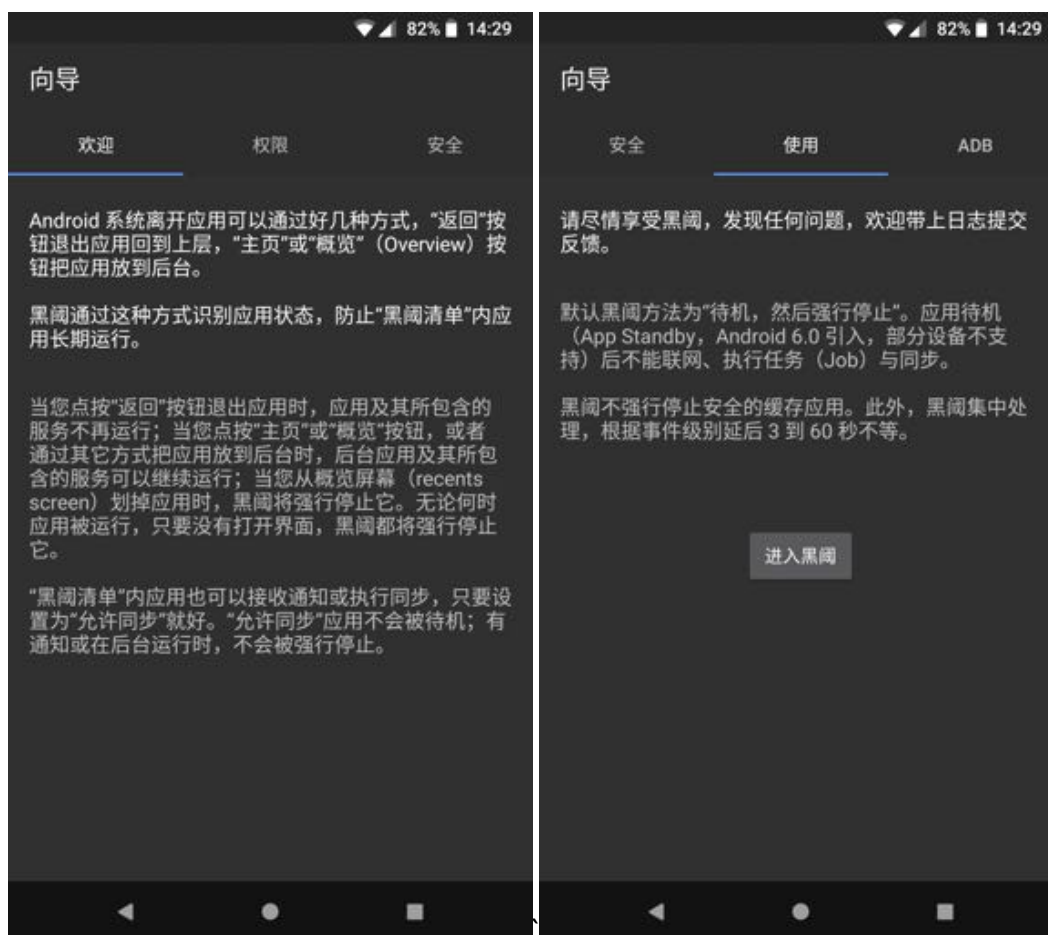 82% 14:29
向导
欢迎 权限 安全
Android 系统离开应用可以通过好几种方式，“返回”按
钮退出应用回到上层，“主页”或“概览”（Overview）按
钮把应用放到后台。
黑阈通过这种方式识别应用状态，防止“黑阈清单”内应
用长期运行。
当您点按“返回”按钮退出应用时，应用及其所包含的
服务不再运行；当您点按“主页”或“概览”按钮，或者
通过其它方式把应用放到后台时，后台应用及其所包
含的服务可以继续运行；当您从概览屏幕（recents
screen）划掉应用时，黑阈将强行停止它。无论何时
应用被运行，只要没有打开界面，黑阈都将强行停止
它。
“黑阈清单”内应用也可以接收通知或执行同步，只要设
置为“允许同步”就好。“允许同步”应用不会被待机；有
通知或在后台运行时，不会被强行停止。
、
82% 14:29
向导
安全 使用 ADB
请尽情享受黑阈，发现任何问题，欢迎带上日志提交
反馈。
默认黑阈方法为“待机，然后强行停止”。应用待机
（App Standby，Android 6.0 引入，部分设备不支
持）后不能联网、执行任务（Job）与同步。
黑阈不强行停止安全的缓存应用。此外，黑阈集中处
理，根据事件级别延后 3 到 60 秒不等。
进入黑阈